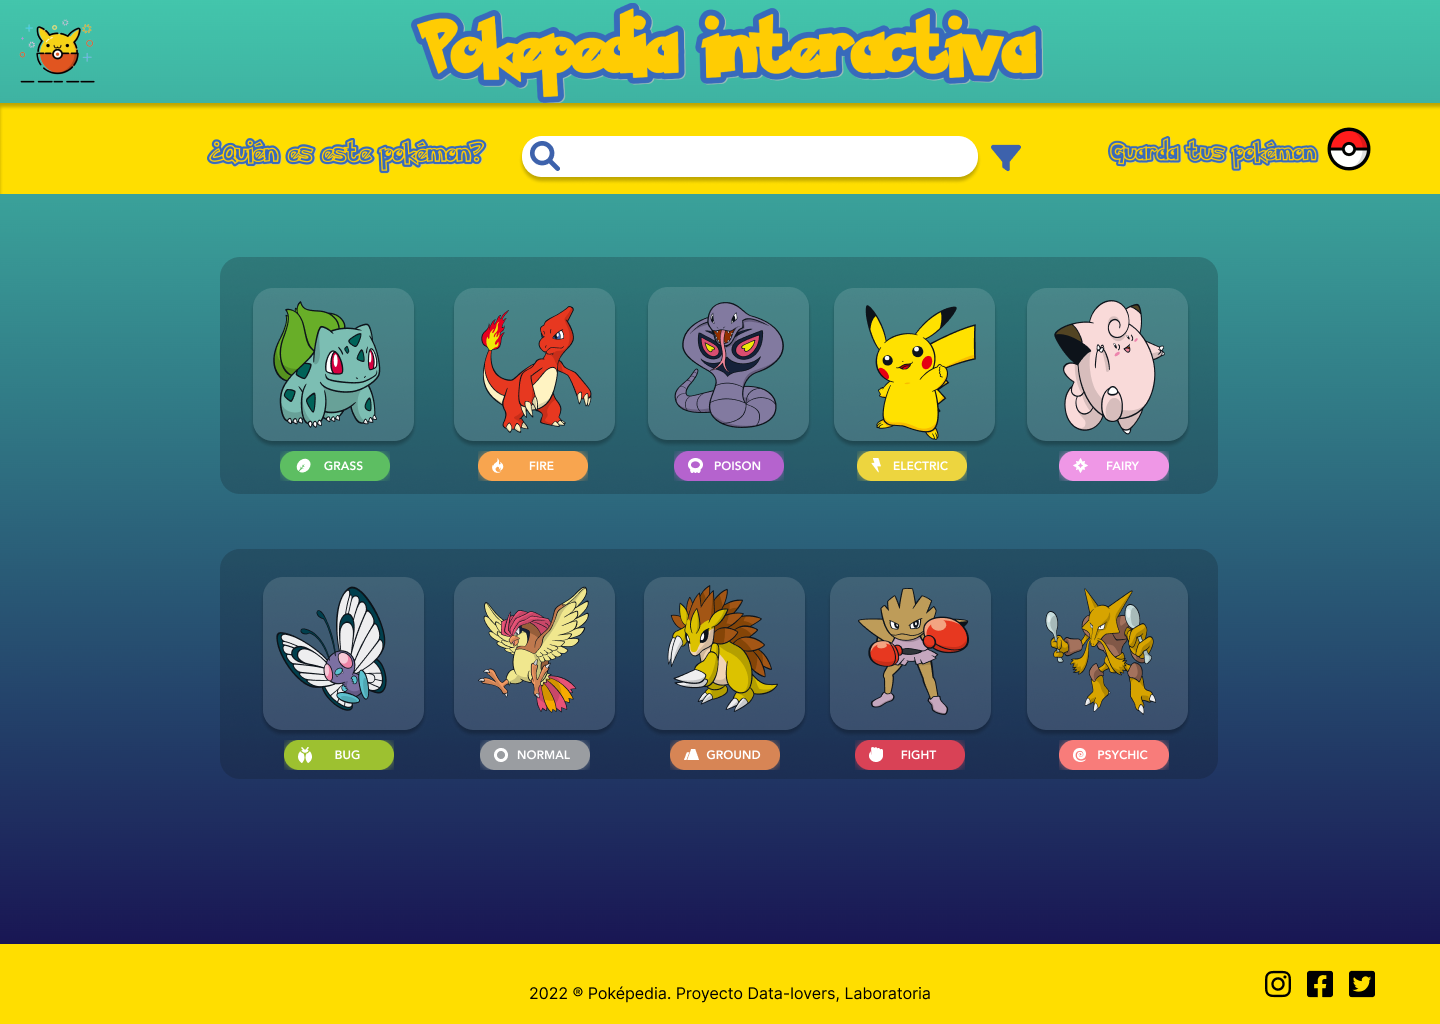 Pokepedia interactiva
¿Quién es este pokémon?
Guarda tus pokémon
GRASS
FIRE
POISON
ELECTRIC
FAIRY
BUG
NORMAL
GROUND
FIGHT
PSYCHIC
2022 ® Poképedia. Proyecto Data-lovers, Laboratoria